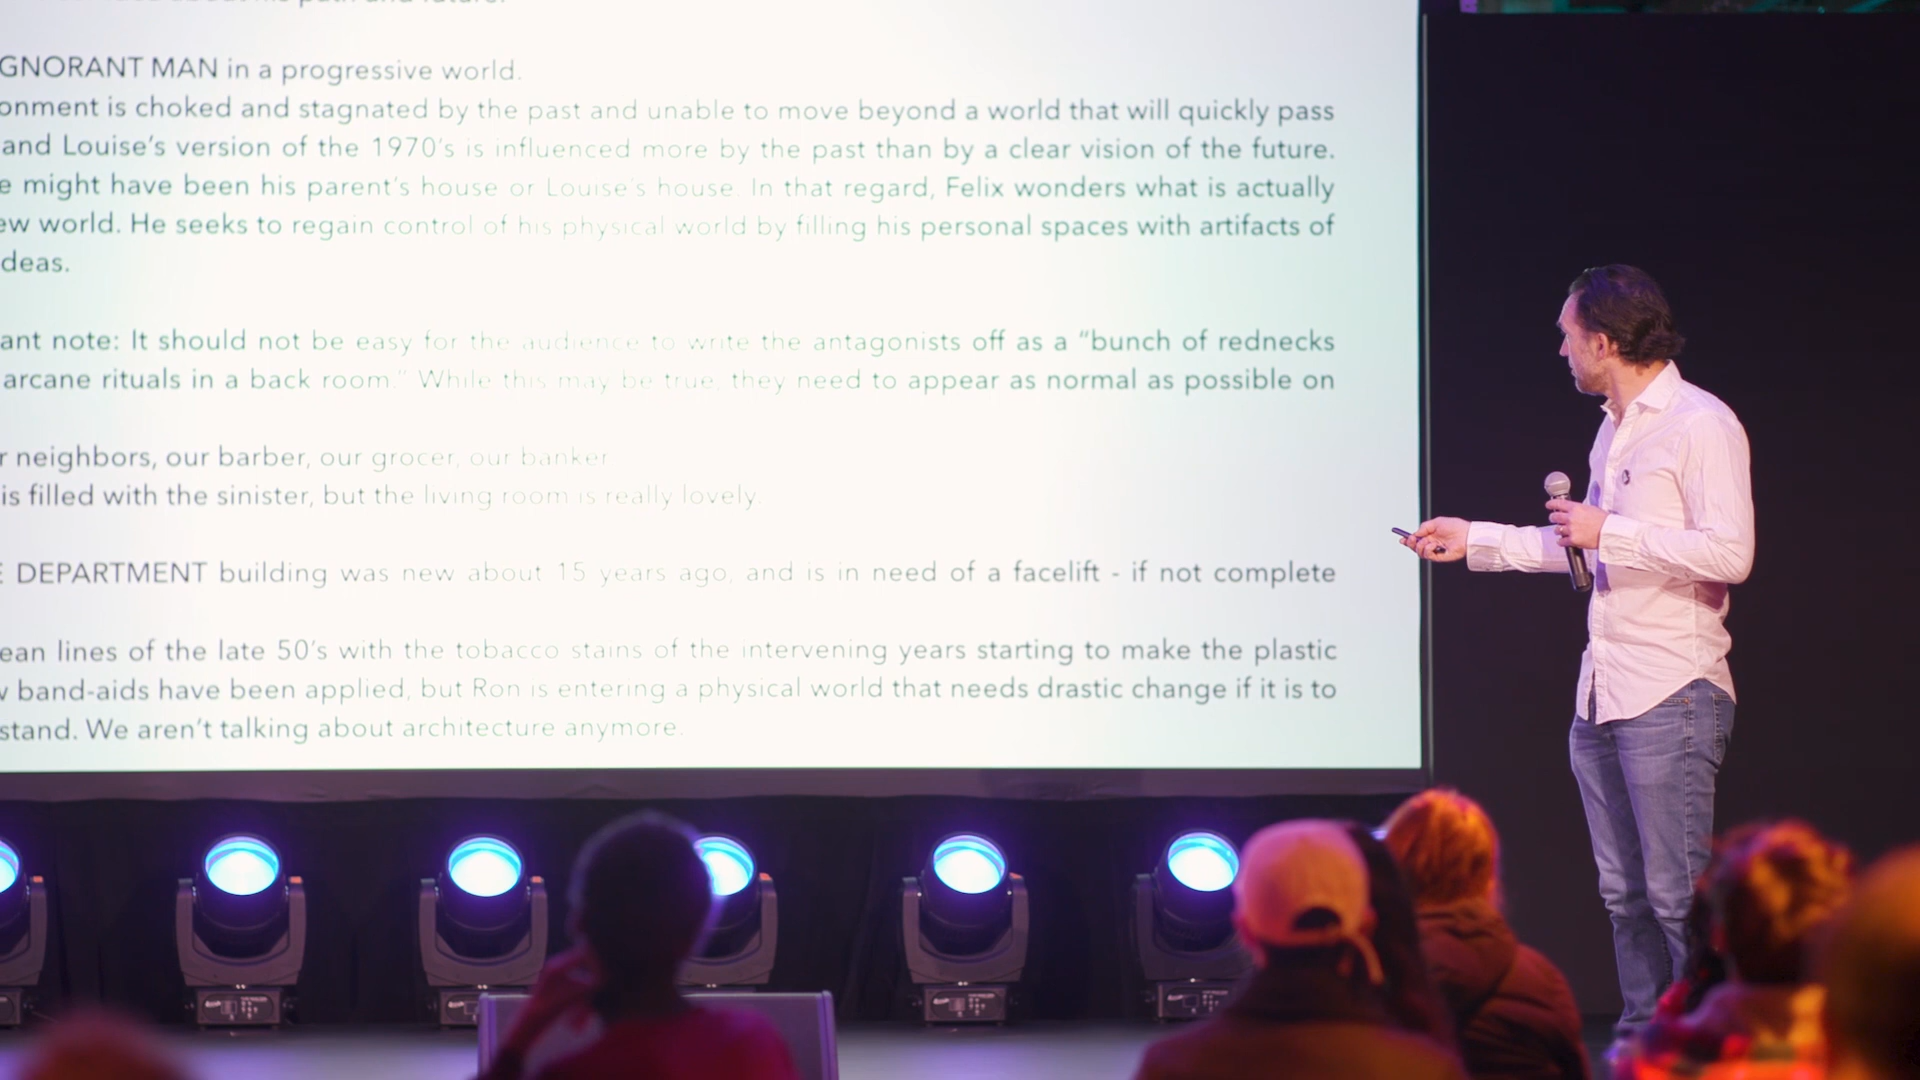 GNORANT MAN in a progressive world.
onment is choked and stagnated by the past and unable to move beyond a world that will quickly pass
and Louise's version of the 1970's is influenced more by the past than by a clear vision of the future.
e might have been his parent's house or Louise's house. In that regard, Felix wonders what is actually
ew world. He seeks to regain control of his physical world by filling his personal spaces with artifacts of
deas.
ant note: It should not be easy for the audience to write the antagonists off as a "bunch of rednecks
arcane rituals in a back room." While this may be true, they need to appear as normal as possible on
r neighbors, our barber, our grocer, our banker
is filled with the sinister, but the living room is really lovely.
E DEPARTMENT building was new about 15 years ago, and is in need of a facelift - if not complete
ean lines of the late 50's with the tobacco stains of the intervening years starting to make the plastic
w band-aids have been applied, but Ron is entering a physical world that needs drastic change if it is to
stand. We aren't talking about architecture anymore.